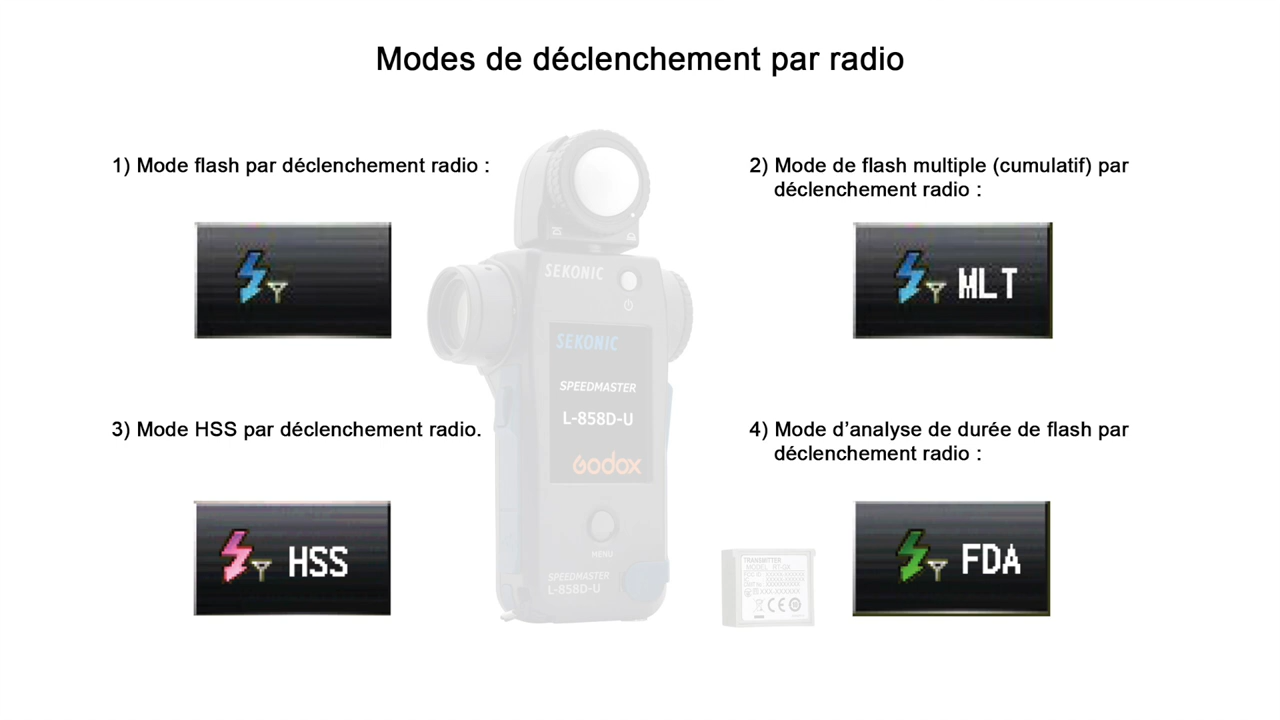 Modes de déclenchement par radio
1) Mode flash par déclenchement radio :
2) Mode de flash multiple (cumulatif) par
déclenchement radio :
MLT
SEKONIC
SEKONIC
SPEEDMASTER
L-858D-U
Godox
3) Mode HSS par déclenchement radio.
4) Mode d’analyse de durée de flash par
déclenchement radio :
HSS
FDA
MENU
SPEEDMASTER
L-858D-U
TRANSMITTER